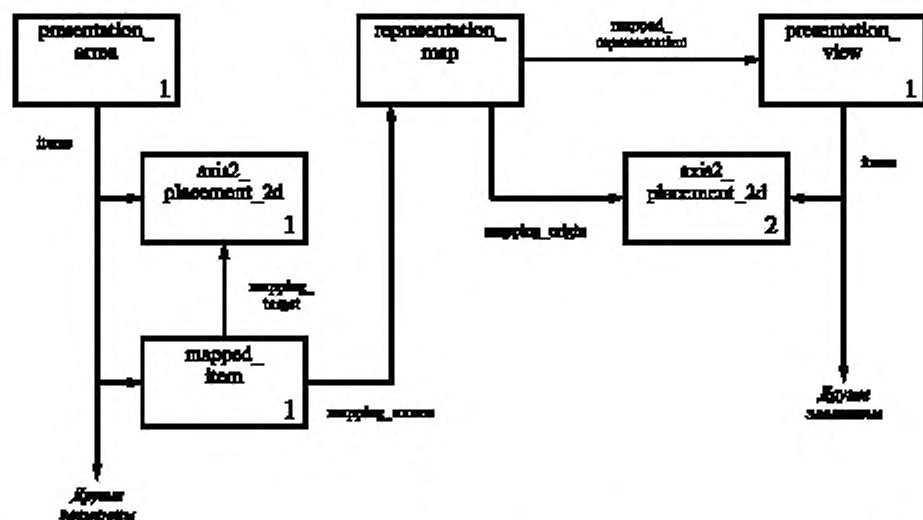 presentation_
area
1
representation_
map
mapped_
representation
presentation_
view
1
items
axis2_
placement_2d
1
axis2_
placement_2d
2
items
mapping_origin
mapping_
target
mapped_
item
1
mapping_source
Другие
элементы
Другие
элементы